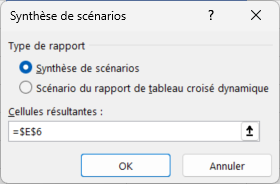 Synthèse de scénarios ? ×
Type de rapport
Synthèse de scénarios
Scénario du rapport de tableau croisé dynamique
Cellules résultantes :
=$E$6
OK Annuler